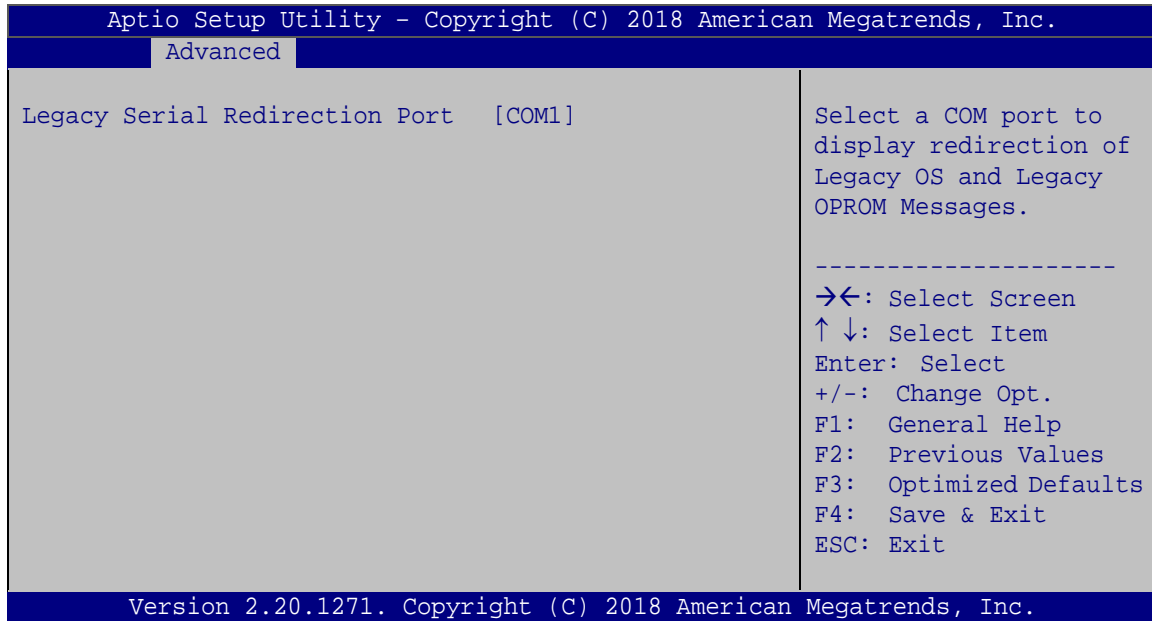 Aptio Setup Utility – Copyright (C) 2018 American Megatrends, Inc.
Advanced
Legacy Serial Redirection Port [COM1]
Select a COM port to
display redirection of
Legacy OS and Legacy
OPROM Messages.
---------------------
→←: Select Screen
↑ ↓: Select Item
Enter: Select
+/-: Change Opt.
F1: General Help
F2: Previous Values
F3: Optimized Defaults
F4: Save & Exit
ESC: Exit
Version 2.20.1271. Copyright (C) 2018 American Megatrends, Inc.